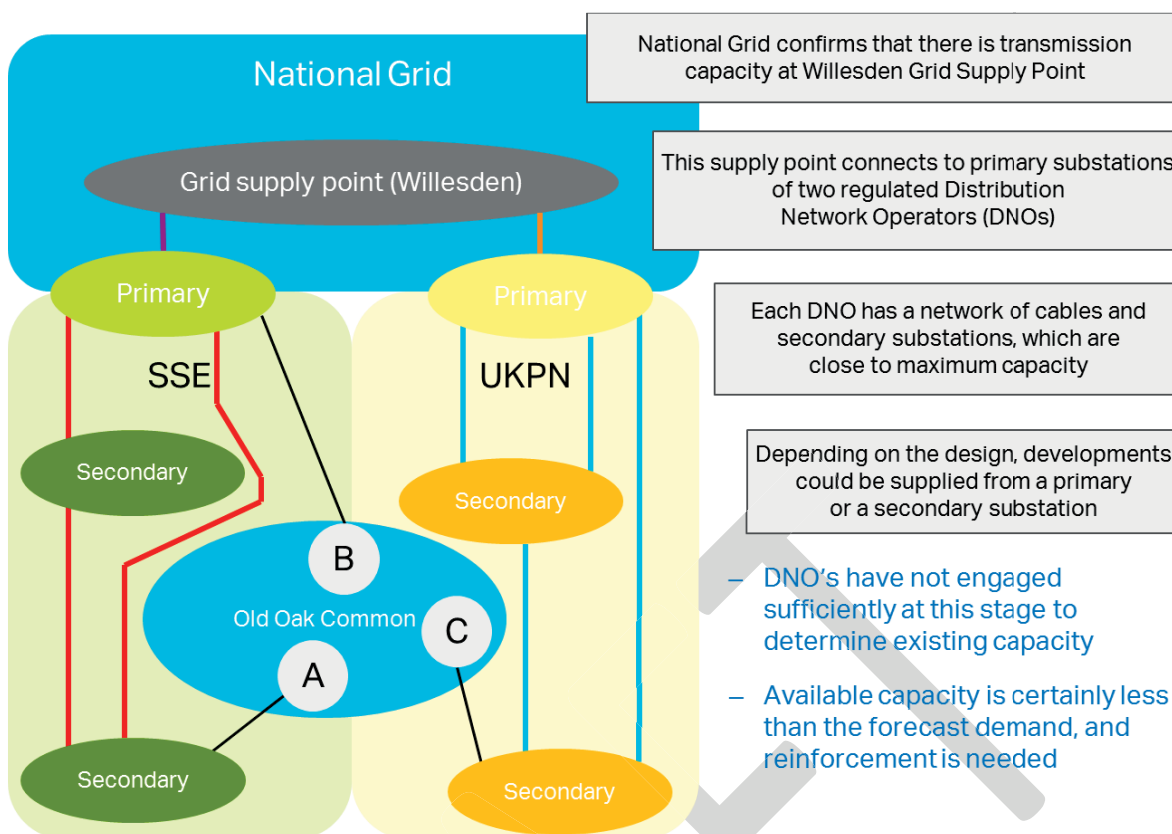 National Grid
National Grid confirms that there is transmission
capacity at Willesden Grid Supply Point
Grid supply point (Willesden)
This supply point connects to primary substations
of two regulated Distribution
Network Operators (DNOs)
Primary
Primary
Each DNO has a network of cables and
secondary substations, which are
close to maximum capacity
SSE
UKPN
Secondary
Secondary
Depending on the design, developments
could be supplied from a primary
or a secondary substation
B
Old Oak Common
C
A
– DNO's have not engaged
sufficiently at this stage to
determine existing capacity
– Available capacity is certainly less
than the forecast demand, and
reinforcement is needed
Secondary
Secondary